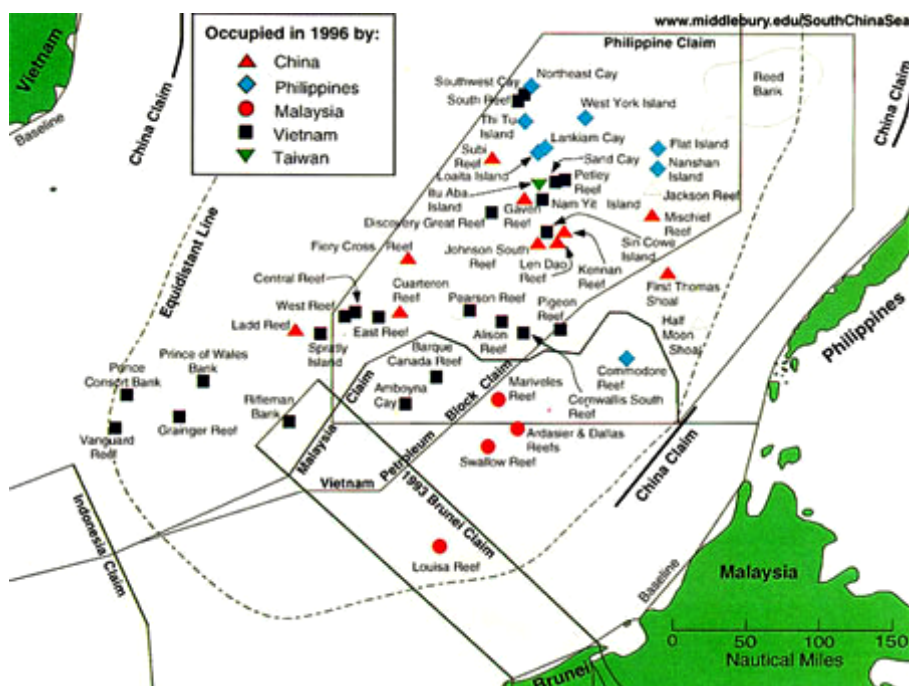 www.middlebury.edu/SouthChinaSea
Occupied in 1996 by:
China
Philippines
Malaysia
Vietnam
Taiwan
Vietnam
Baseline
China Claim
Philippine Claim
Reed
Bank
China Claim
Southwest Cay
Northeast Cay
South Reef
West York Island
Thi Tu
Island
Lankiam Cay
Flat Island
Subi
Reef
Sand Cay
Loaita Island
Petley
Reef
Nanshan
Island
Itu Aba
Island
Jackson Reef
Gaven
Reef
Nam Yit Island
Discovery Great Reef
Mischief
Reef
Fiery Cross Reef
Johnson South
Reef
Sin Cowe
Island
Len Dao
Reef
Kennan
Reef
Equidistant Line
Central Reef
Cuarteron
Reef
Pearson Reef
First Thomas
Shoal
West Reef
Pigeon
Reef
Ladd Reef
East Reef
Alison
Reef
Half
Moon
Shoal
Spratly
Island
Philippines
Prince of Wales
Bank
Barque
Canada Reef
Prince
Consort Bank
Mariveles
Reef
Commodore
Reef
Rifleman
Bank
Amboyna
Cay
Cornwallis South
Reef
Grainger Reef
Vanguard
Reef
Ardasier & Dallas
Reefs
Swallow Reef
Malaysia Claim
Vietnam Petroleum Block Claim
China Claim
1993 Brunei Claim
Indonesia Claim
Louisa Reef
Baseline
Malaysia
Brunei
0 50 100 150
Nautical Miles